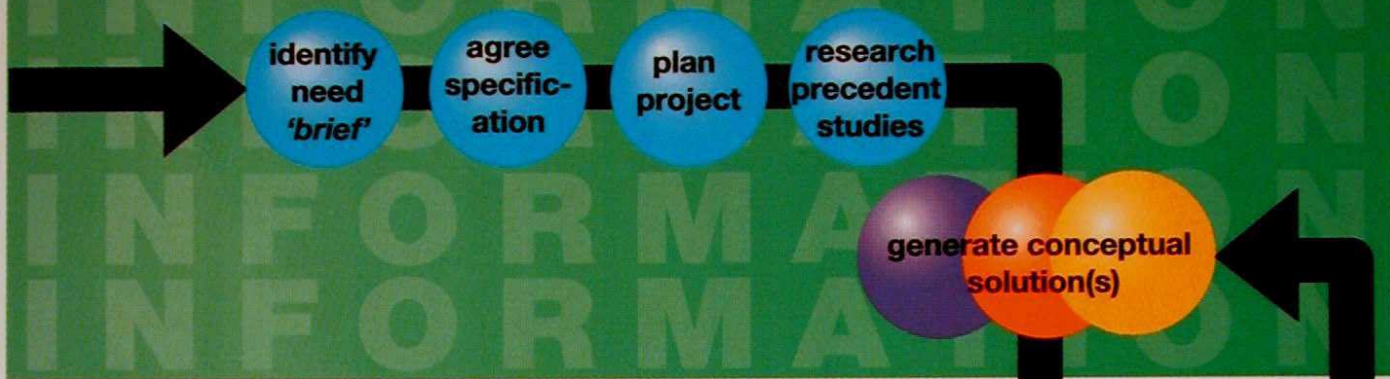 INFORMATION
identify
need
‘brief’
agree
specific-
ation
plan
project
research
precedent
studies
INFORMATION
INFORMATION
generate conceptual
solution(s)
INFORMATION